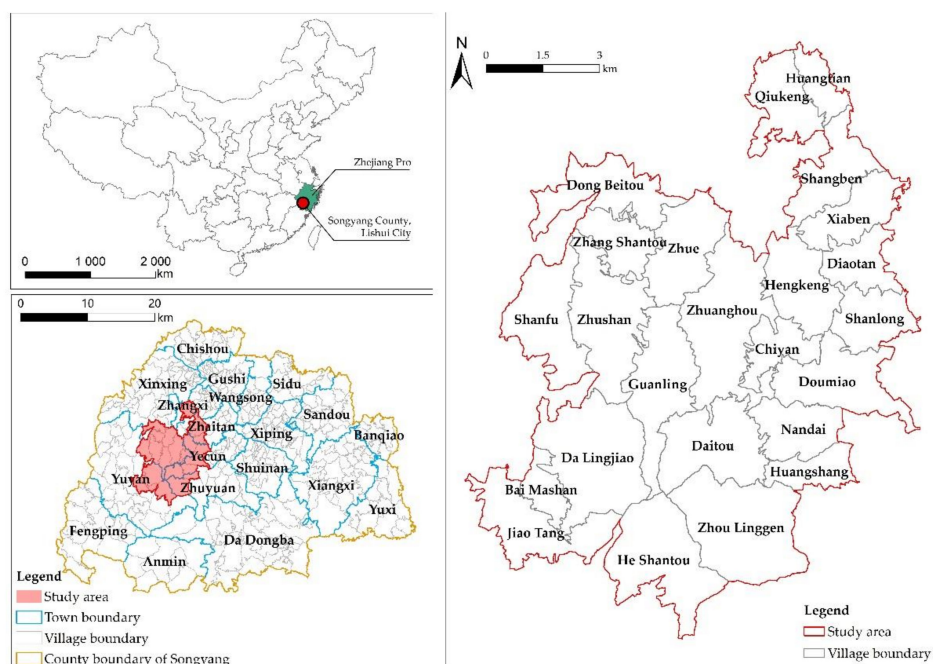 Zhejiang Pro
Songyang County,
Lishui City
0 1 000 2 000
km
0 10 20
km
Chishou
Gushi
Xinxing
Sidu
Wangsong
Zhangxi
Sandou
Zhaitan
Xiping
Banqiao
Yecun
Shuinan
Yuyan
Zhuyuan
Xiangxi
Yuxi
Fengping
Da Dongba
Anmin
Legend
Study area
Town boundary
Village boundary
County boundary of Songyang
N
0 1.5 3
km
Huangtian
Qiukeng
Shangben
Dong Beitou
Xiaben
Zhang Shantou
Zhue
Diaotan
Hengkeng
Zhuanghou
Shanfu
Zhushan
Shanlong
Chiyan
Guanling
Doumiao
Nandai
Daitou
Da Lingjiao
Huangshang
Bai Mashan
Zhou Linggen
Jiao Tang
He Shantou
Legend
Study area
Village boundary